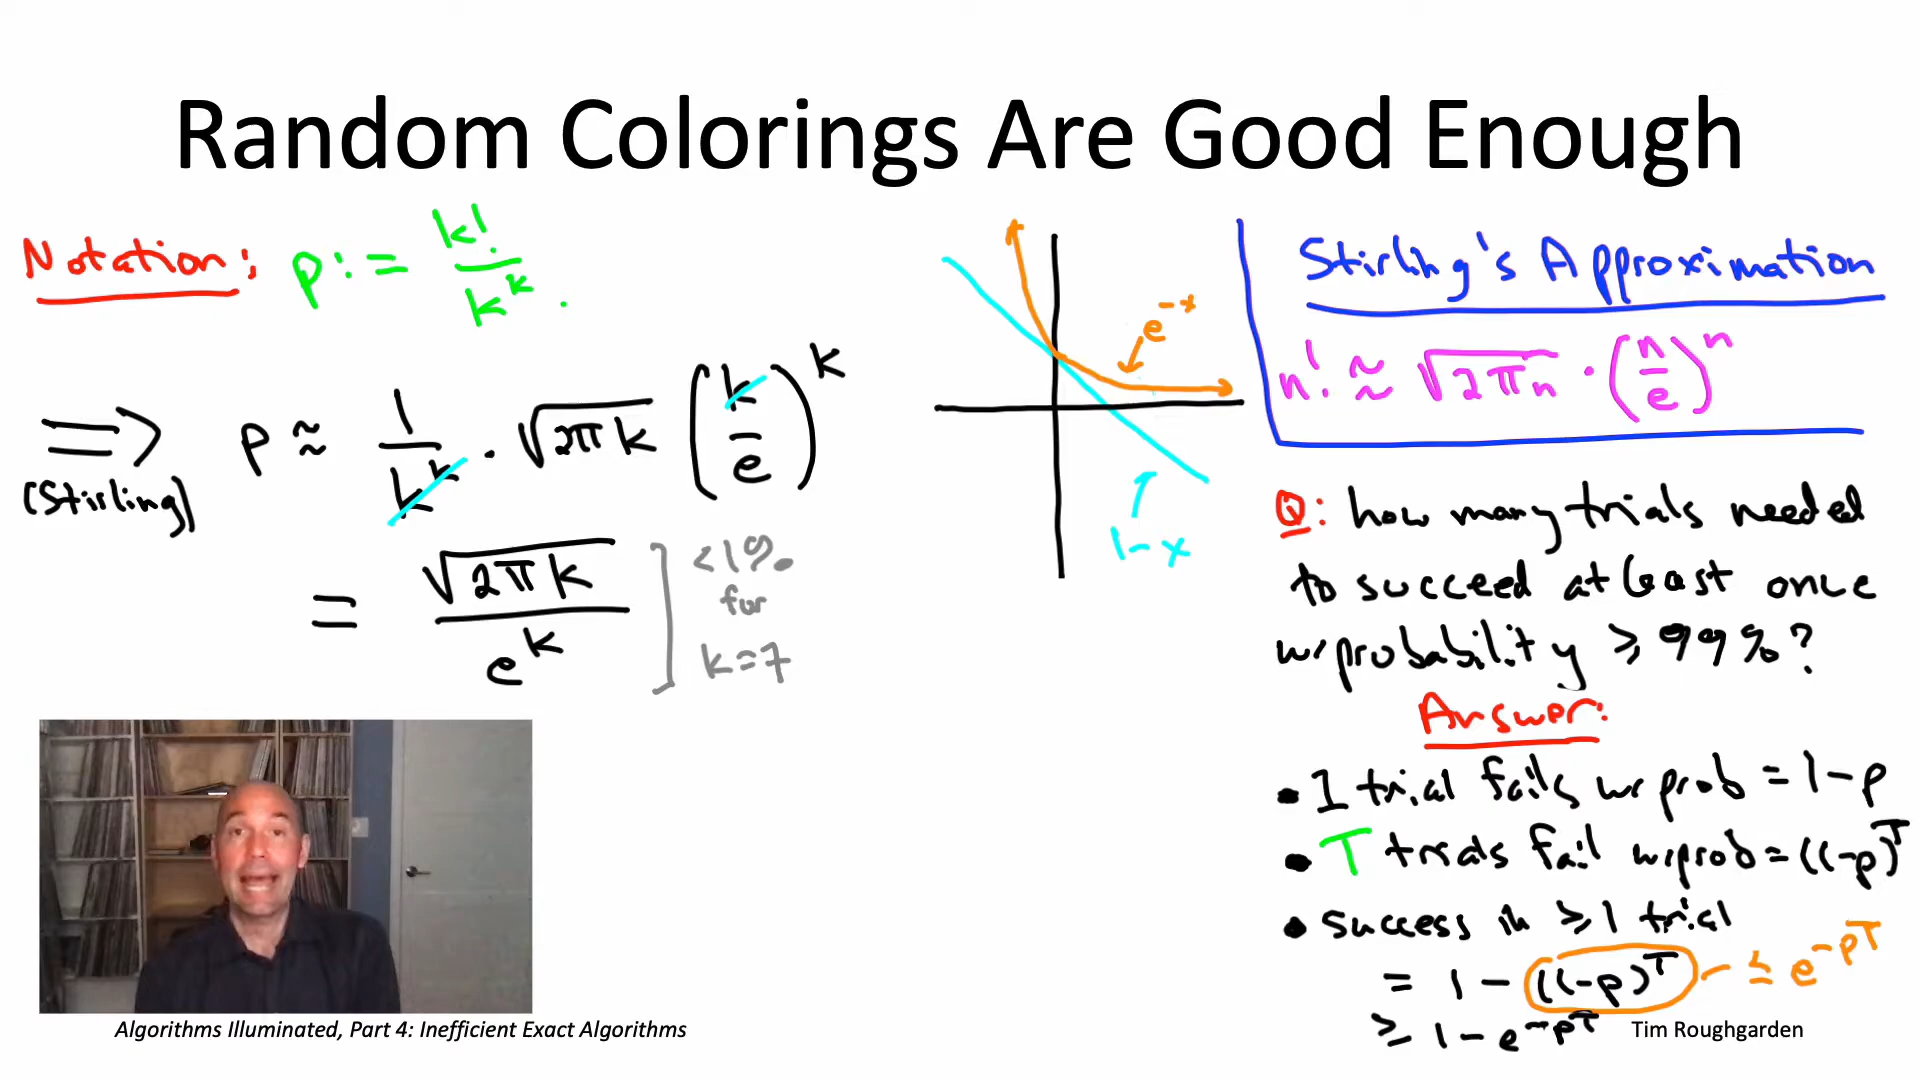 Random Colorings Are Good Enough
Notation: p := k!/k^k.
⟹ (Stirling) p ≈ 1/k^k · √(2πk) (k/e)^k
= √(2πk)/e^k
<1%
for
k=7
e^-x
1-x
Stirling's Approximation
n! ≈ √(2πn) · (n/e)^n
Q: how many trials needed
to succeed at least once
w/probability ≥ 99%?
Answer:
• 1 trial fails w/ prob = 1-p
• T trials fail w/prob = (1-p)^T
• success in ≥1 trial
= 1 - (1-p)^T ≤ e^-pT
≥ 1-e^-pT
Algorithms Illuminated, Part 4: Inefficient Exact Algorithms
Tim Roughgarden